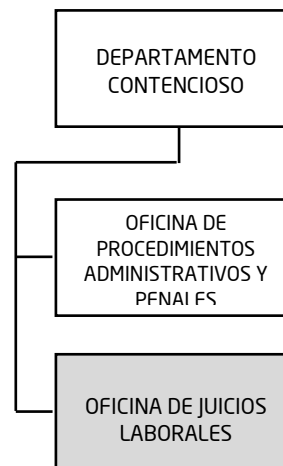 DEPARTAMENTO
CONTENCIOSO
OFICINA DE
PROCEDIMIENTOS
ADMINISTRATIVOS Y
PENALES
OFICINA DE JUICIOS
LABORALES